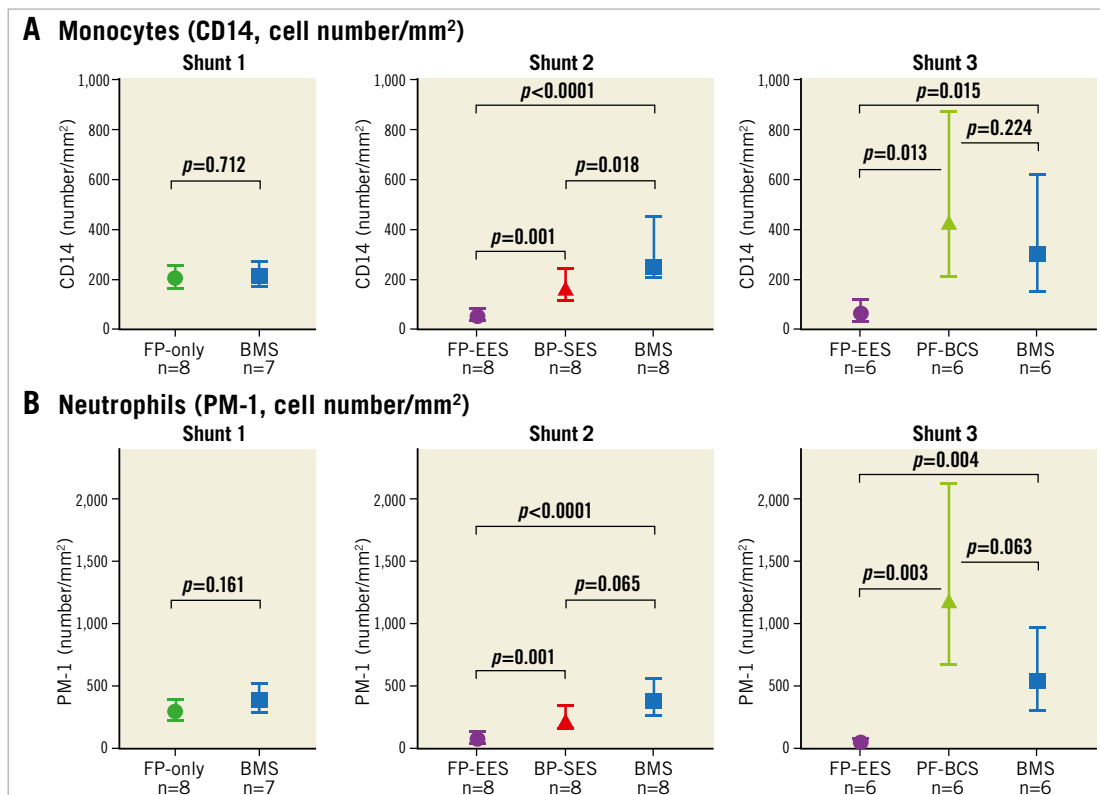 A Monocytes (CD14, cell number/mm²)
Shunt 1
CD14 (number/mm²)
1,000
800
600
400
200
0
p=0.712
FP-only
n=8
BMS
n=7
Shunt 2
CD14 (number/mm²)
1,000
800
600
400
200
0
p<0.0001
p=0.018
p=0.001
FP-EES
n=8
BP-SES
n=8
BMS
n=8
Shunt 3
CD14 (number/mm²)
1,000
800
600
400
200
0
p=0.015
p=0.224
p=0.013
FP-EES
n=6
PF-BCS
n=6
BMS
n=6
B Neutrophils (PM-1, cell number/mm²)
Shunt 1
PM-1 (number/mm²)
2,000
1,500
1,000
500
0
p=0.161
FP-only
n=8
BMS
n=7
Shunt 2
PM-1 (number/mm²)
2,000
1,500
1,000
500
0
p<0.0001
p=0.065
p=0.001
FP-EES
n=8
BP-SES
n=8
BMS
n=8
Shunt 3
PM-1 (number/mm²)
2,000
1,500
1,000
500
0
p=0.004
p=0.063
p=0.003
FP-EES
n=6
PF-BCS
n=6
BMS
n=6